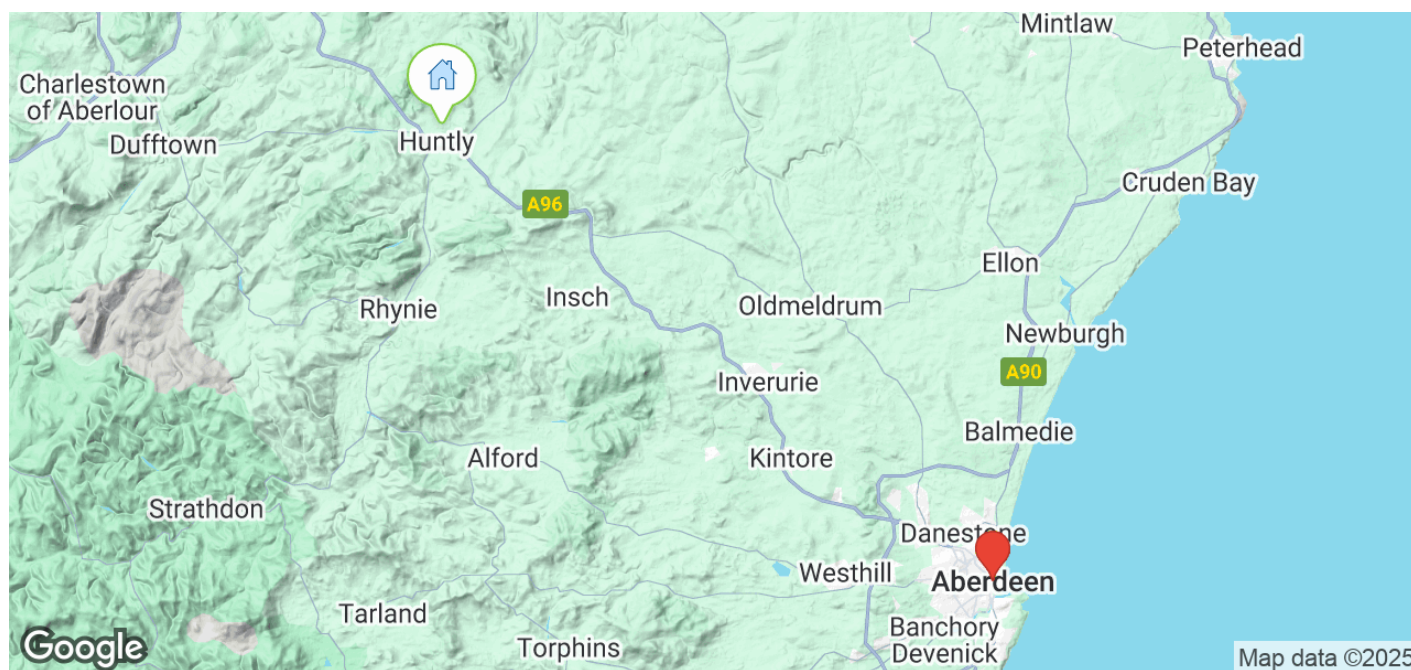 Mintlaw
Peterhead
Charlestown
of Aberlour
Dufftown
Huntly
Cruden Bay
A96
Ellon
Insch
Rhynie
Oldmeldrum
Newburgh
A90
Inverurie
Balmedie
Alford
Kintore
Strathdon
Danestone
Westhill
Aberdeen
Tarland
Torphins
Banchory
Devenick
Google
Map data ©2025